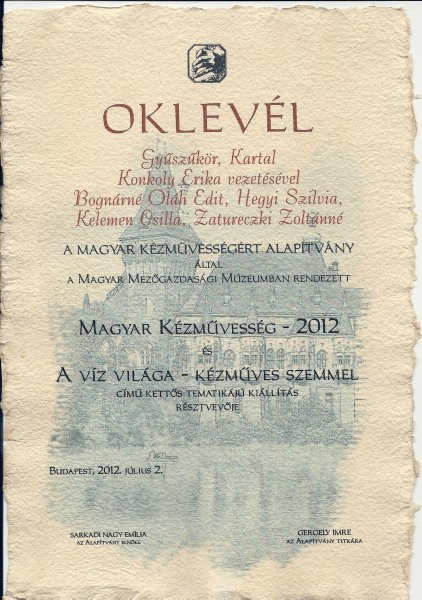 OKLEVÉL
Gyűszűkör, Kartal
Konkoly Erika vezetésével
Bognárné Oláh Edit, Hegyi Szilvia,
Kelemen Csilla, Zatureczki Zoltánné
A MAGYAR KÉZMŰVESSÉGÉRT ALAPÍTVÁNY
ÁLTAL
A MAGYAR MEZŐGAZDASÁGI MÚZEUMBAN RENDEZETT
MAGYAR KÉZMŰVESSÉG - 2012
ÉS
A VÍZ VILÁGA - KÉZMŰVES SZEMMEL
CÍMŰ KETTŐS TEMATIKÁJÚ KIÁLLÍTÁS
RÉSZTVEVŐJE
BUDAPEST, 2012. JÚLIUS 2.
SARKADI NAGY EMÍLIA
AZ ALAPÍTVÁNY ELNÖKE
GERGELY IMRE
AZ ALAPÍTVÁNY TITKÁRA